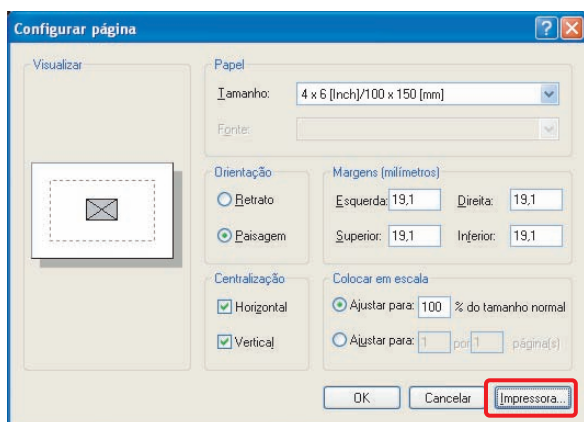 Configurar página
Visualizar
Papel
Tamanho: 4 x 6 [Inch]/100 x 150 [mm]
Fonte:
Orientação
Retrato
Paisagem
Margens (milímetros)
Esquerda: 19,1 Direita: 19,1
Superior: 19,1 Inferior: 19,1
Centralização
Horizontal
Vertical
Colocar em escala
Ajustar para: 100 % do tamanho normal
Ajustar para: 1 por 1 página(s)
OK Cancelar Impressora...